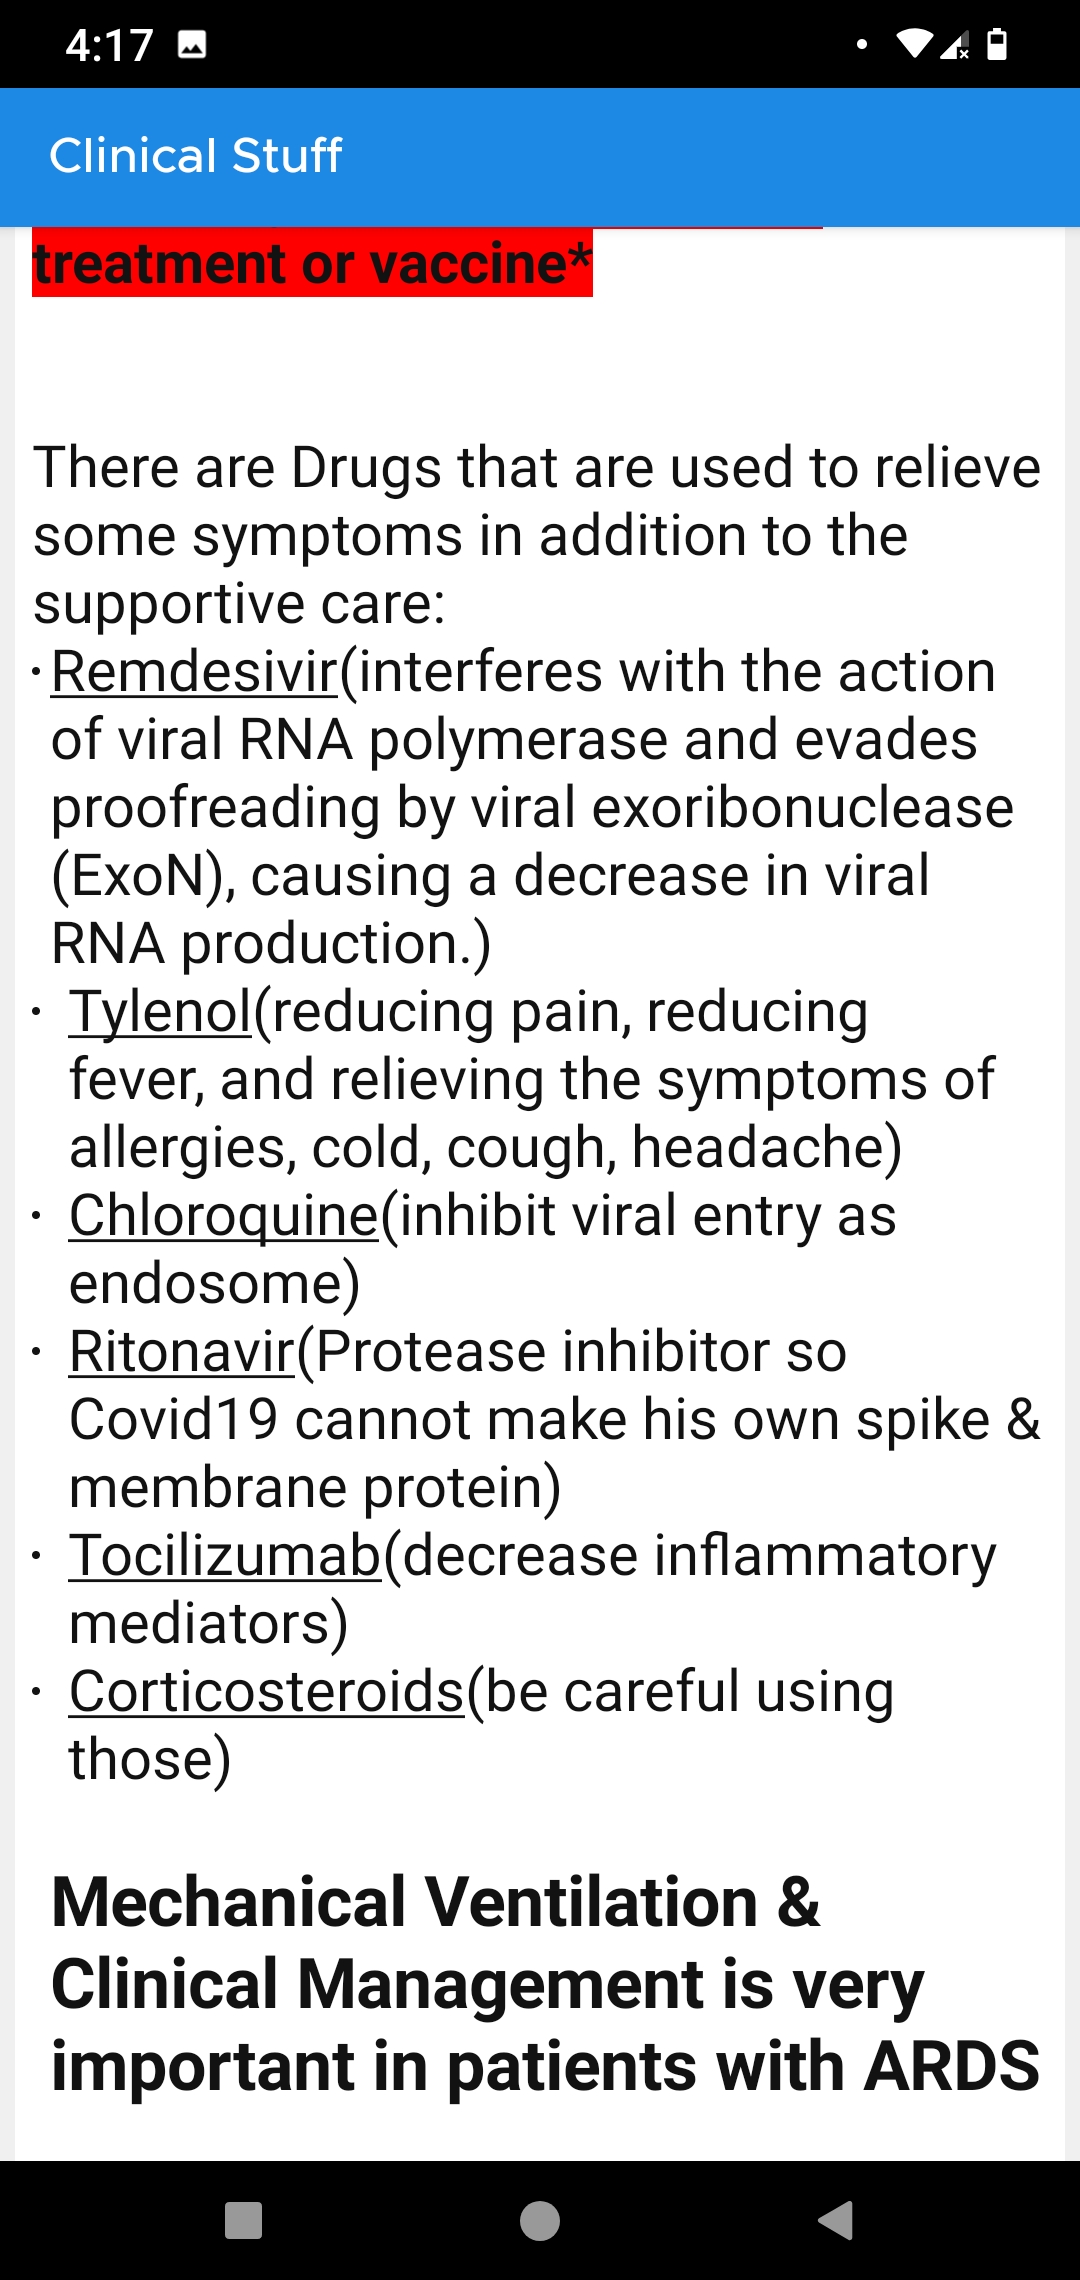 4:17
Clinical Stuff
treatment or vaccine*
There are Drugs that are used to relieve
some symptoms in addition to the
supportive care:
·Remdesivir(interferes with the action
of viral RNA polymerase and evades
proofreading by viral exoribonuclease
(ExoN), causing a decrease in viral
RNA production.)
· Tylenol(reducing pain, reducing
fever, and relieving the symptoms of
allergies, cold, cough, headache)
· Chloroquine(inhibit viral entry as
endosome)
· Ritonavir(Protease inhibitor so
Covid19 cannot make his own spike &
membrane protein)
· Tocilizumab(decrease inflammatory
mediators)
· Corticosteroids(be careful using
those)
Mechanical Ventilation &
Clinical Management is very
important in patients with ARDS